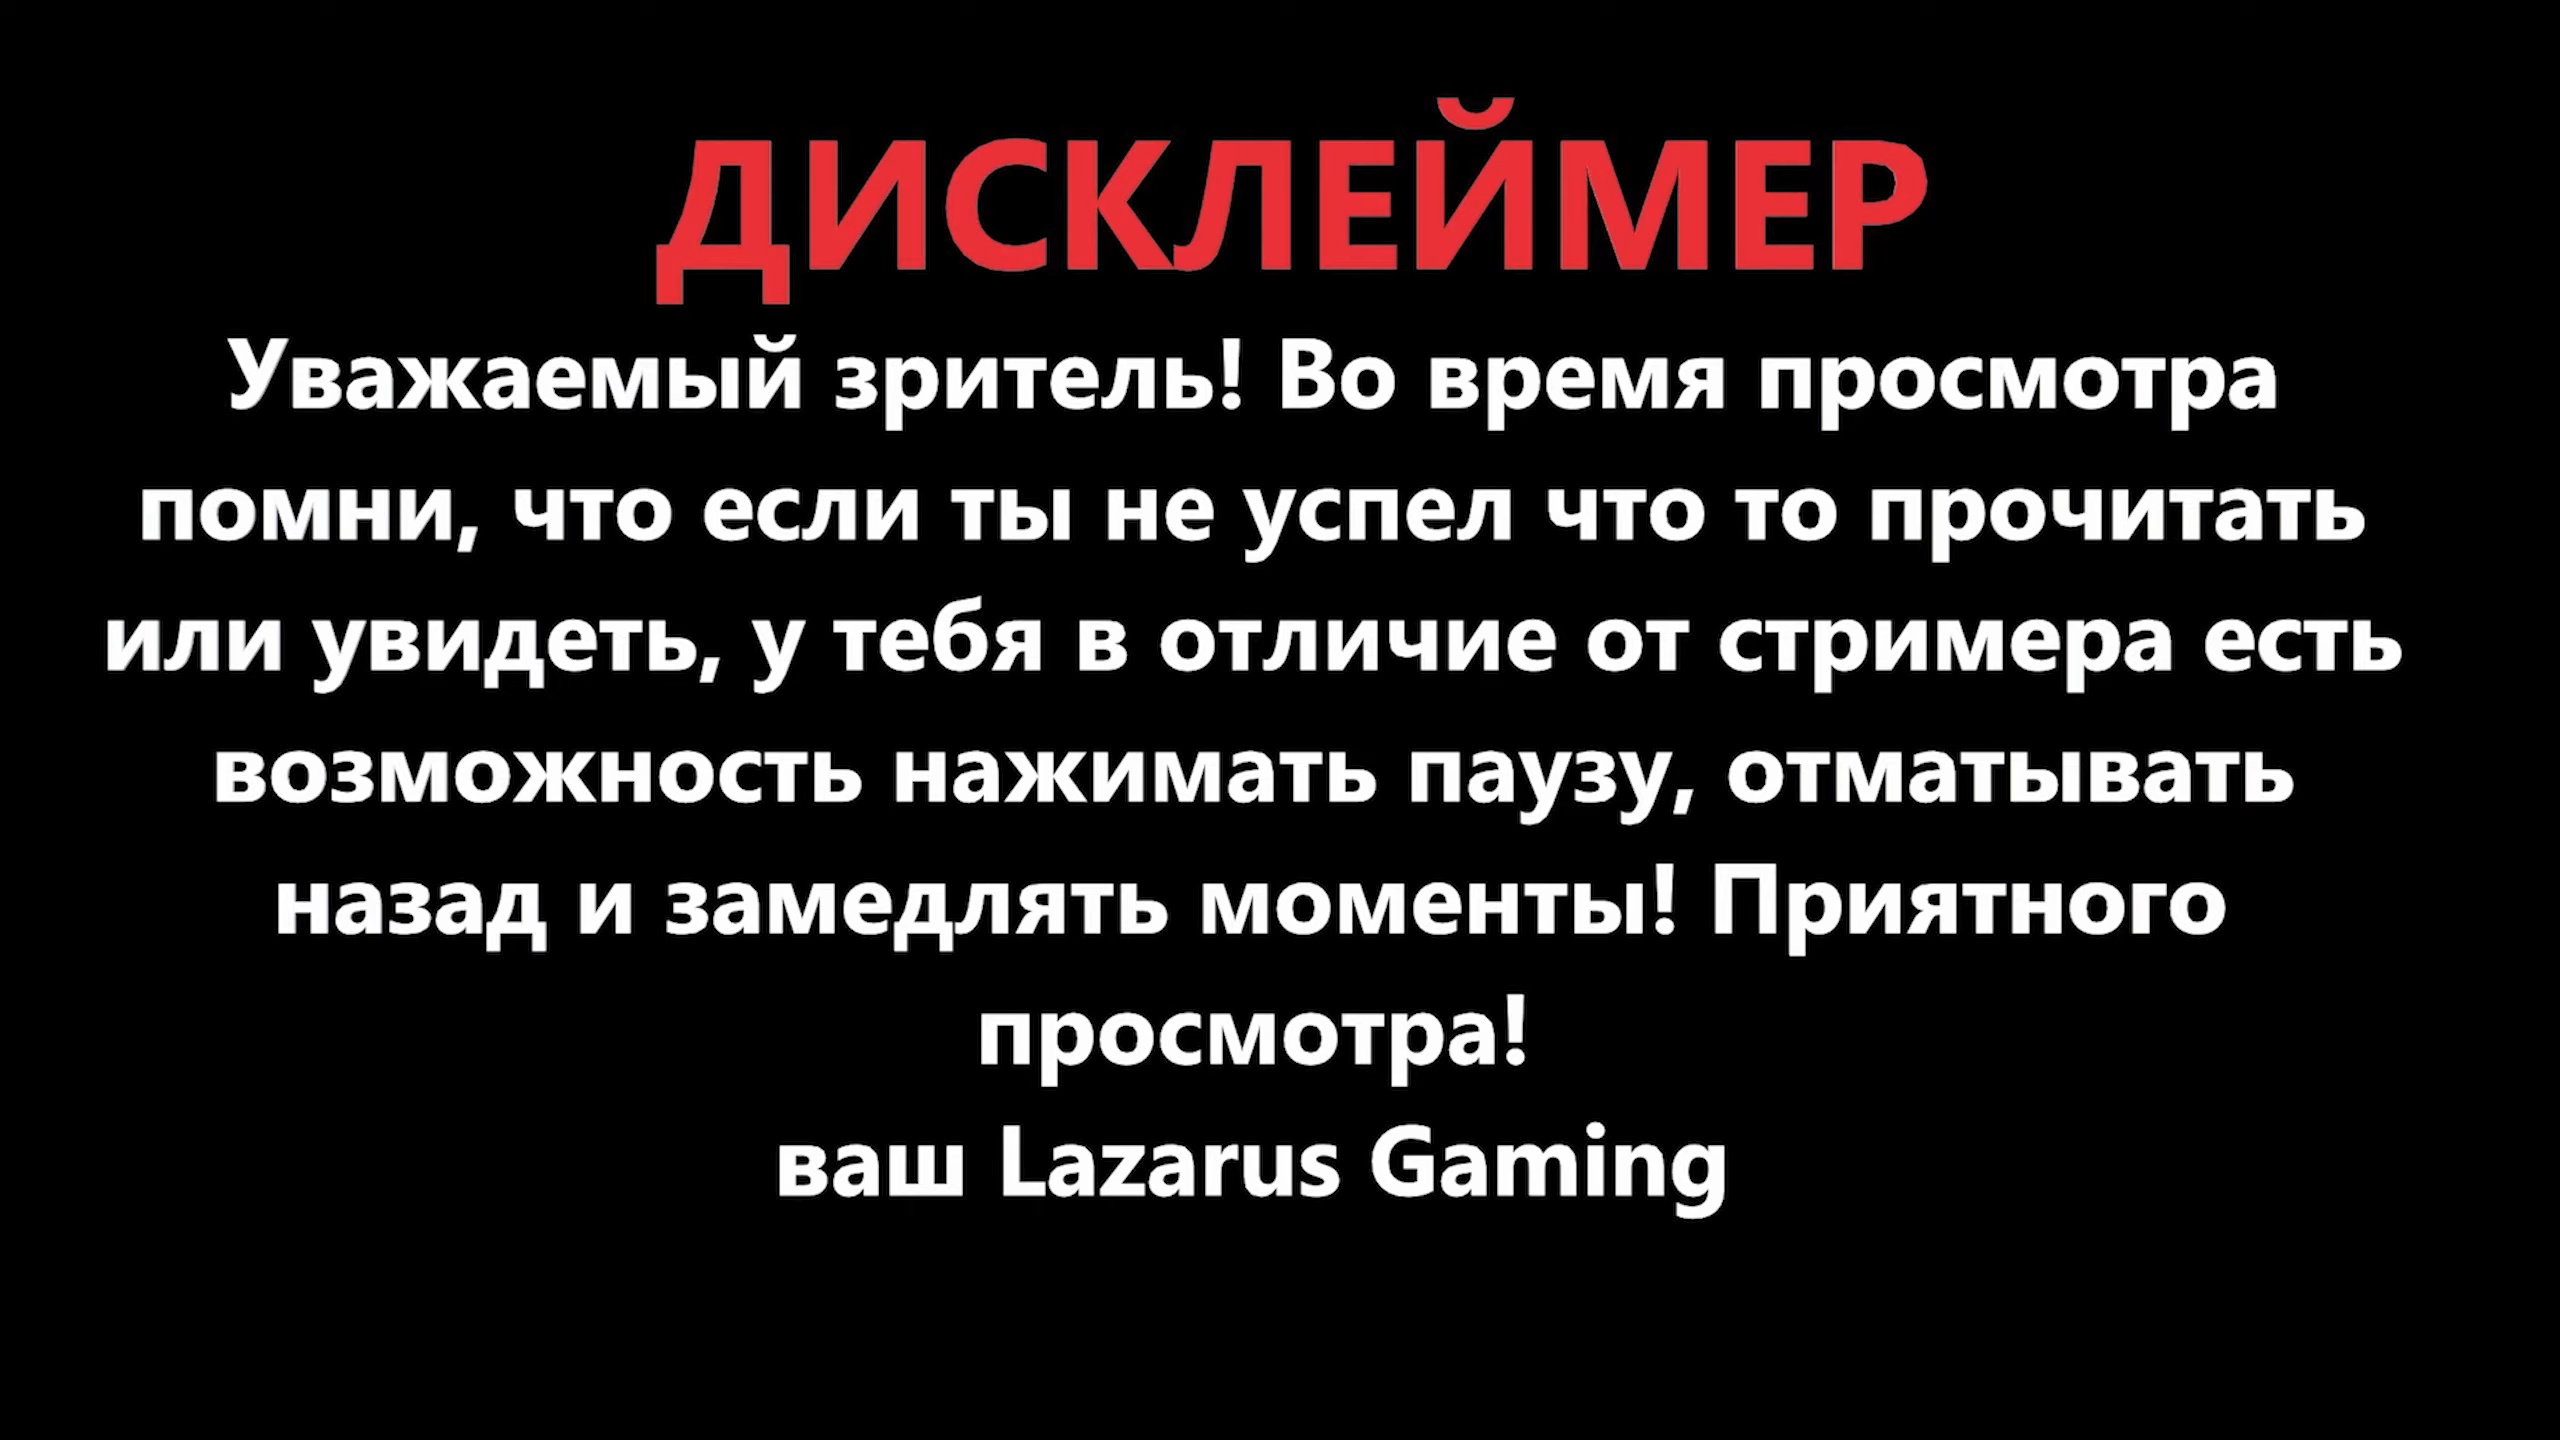 ДИСКЛЕЙМЕР
Уважаемый зритель! Во время просмотра
помни, что если ты не успел что то прочитать
или увидеть, у тебя в отличие от стримера есть
возможность нажимать паузу, отматывать
назад и замедлять моменты! Приятного
просмотра!
ваш Lazarus Gaming